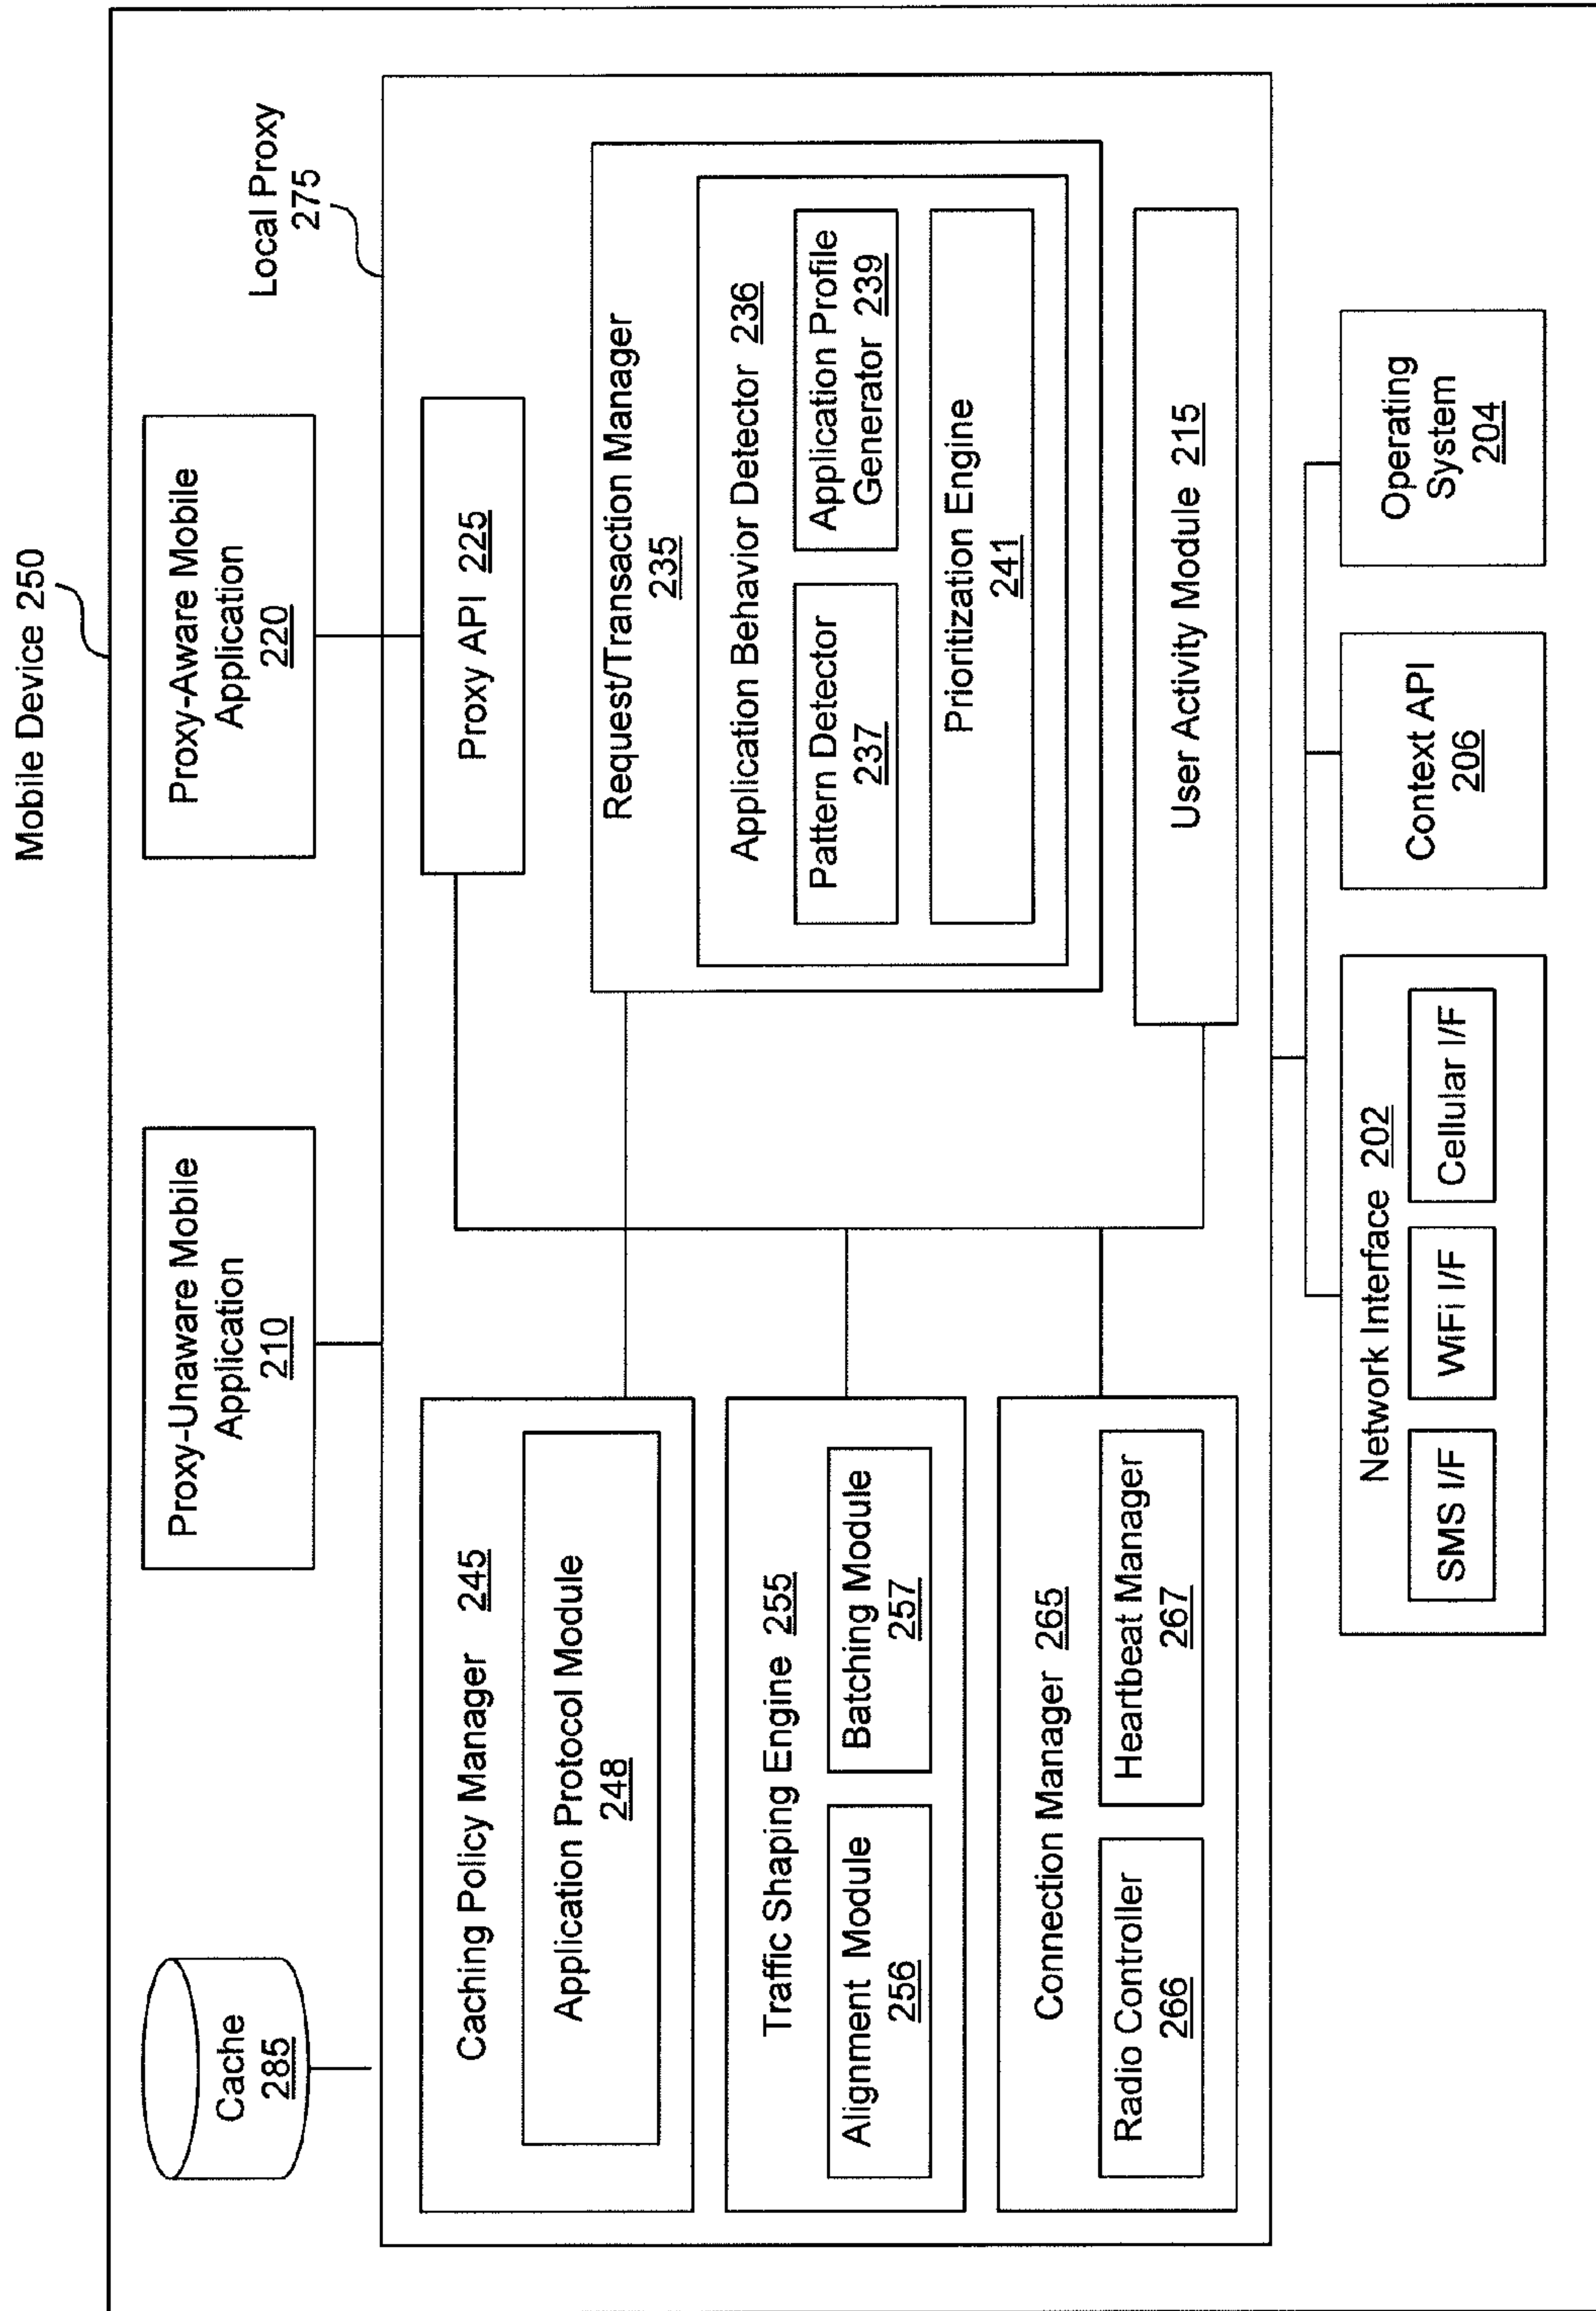 Mobile Device 250
Cache
285
Proxy-Unaware Mobile
Application
210
Proxy-Aware Mobile
Application
220
Local Proxy
275
Caching Policy Manager 245
Application Protocol Module
248
Traffic Shaping Engine 255
Alignment Module
256
Batching Module
257
Connection Manager 265
Radio Controller
266
Heartbeat Manager
267
Proxy API 225
Request/Transaction Manager
235
Application Behavior Detector 236
Pattern Detector
237
Application Profile
Generator 239
Prioritization Engine
241
User Activity Module 215
Network Interface 202
SMS I/F
WiFi I/F
Cellular I/F
Context API
206
Operating
System
204